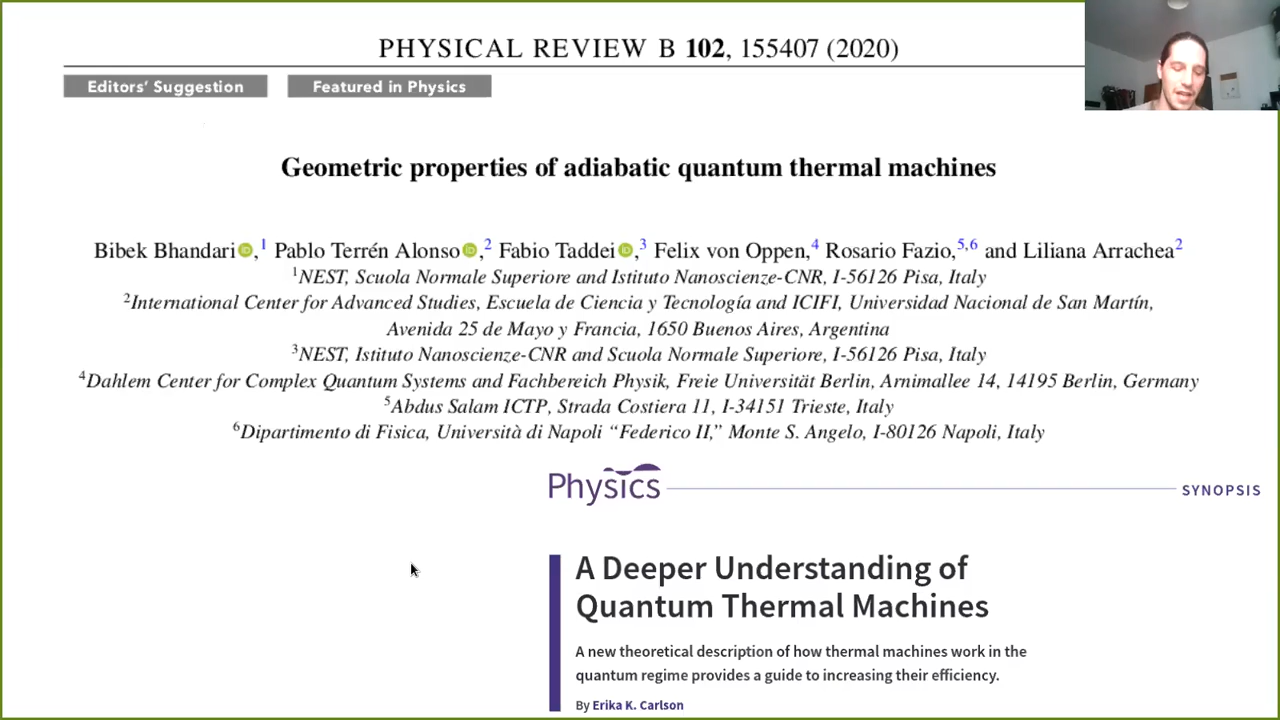 PHYSICAL REVIEW B 102, 155407 (2020)
Editors' Suggestion
Featured in Physics
Geometric properties of adiabatic quantum thermal machines
Bibek Bhandari,1 Pablo Terrén Alonso,2 Fabio Taddei,3 Felix von Oppen,4 Rosario Fazio,5,6 and Liliana Arrachea2
1NEST, Scuola Normale Superiore and Istituto Nanoscienze-CNR, I-56126 Pisa, Italy
2International Center for Advanced Studies, Escuela de Ciencia y Tecnología and ICIFI, Universidad Nacional de San Martín,
Avenida 25 de Mayo y Francia, 1650 Buenos Aires, Argentina
3NEST, Istituto Nanoscienze-CNR and Scuola Normale Superiore, I-56126 Pisa, Italy
4Dahlem Center for Complex Quantum Systems and Fachbereich Physik, Freie Universität Berlin, Arnimallee 14, 14195 Berlin, Germany
5Abdus Salam ICTP, Strada Costiera 11, I-34151 Trieste, Italy
6Dipartimento di Fisica, Università di Napoli “Federico II,” Monte S. Angelo, I-80126 Napoli, Italy
Physics
SYNOPSIS
A Deeper Understanding of
Quantum Thermal Machines
A new theoretical description of how thermal machines work in the
quantum regime provides a guide to increasing their efficiency.
By Erika K. Carlson